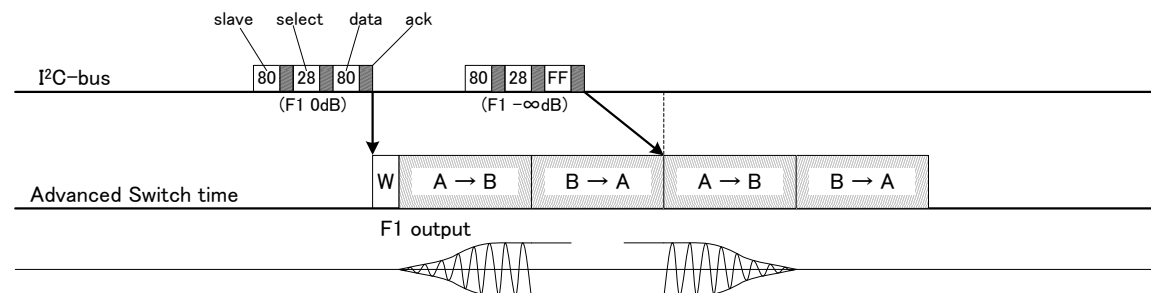 slave select data ack
I²C-bus 80 28 80 80 28 FF
(F1 0dB) (F1 −∞dB)
Advanced Switch time W A → B B → A A → B B → A
F1 output